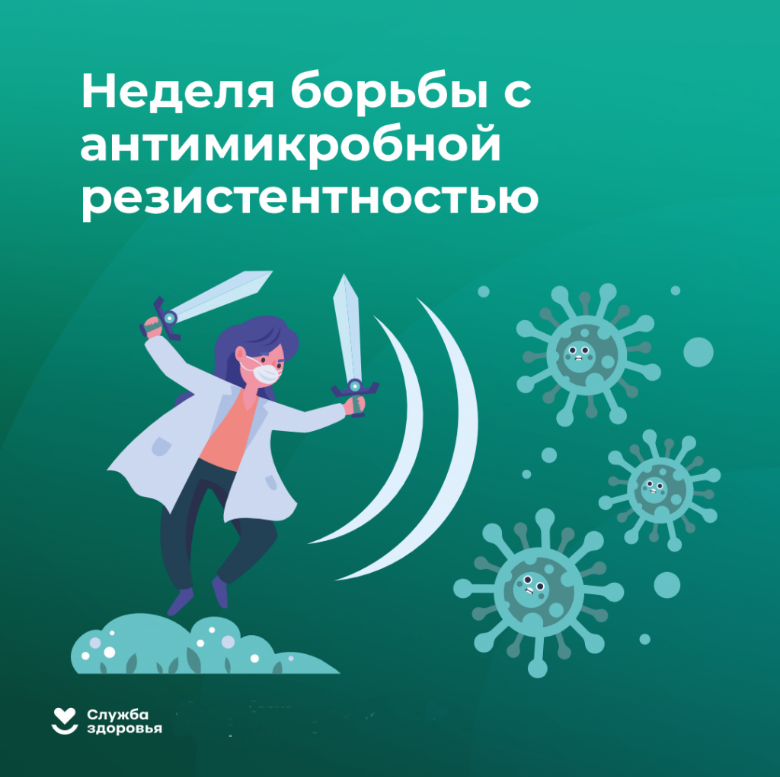 Неделя борьбы с
антимикробной
резистентностью
Служба
здоровья